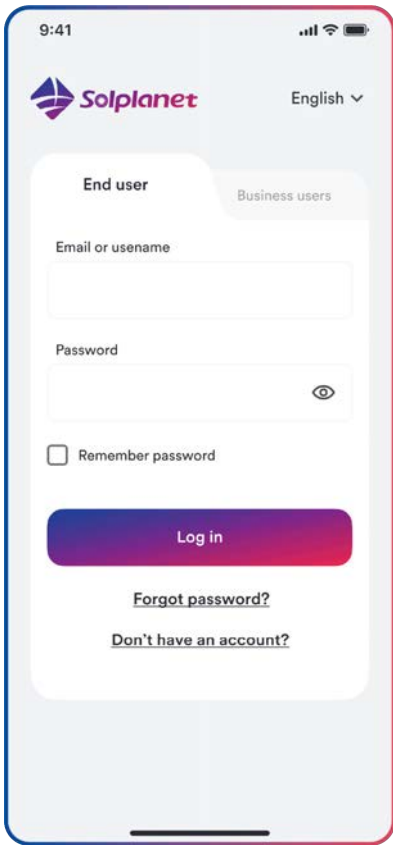 9:41
Solplanet
English
End user
Business users
Email or usename
Password
Remember password
Log in
Forgot password?
Don't have an account?